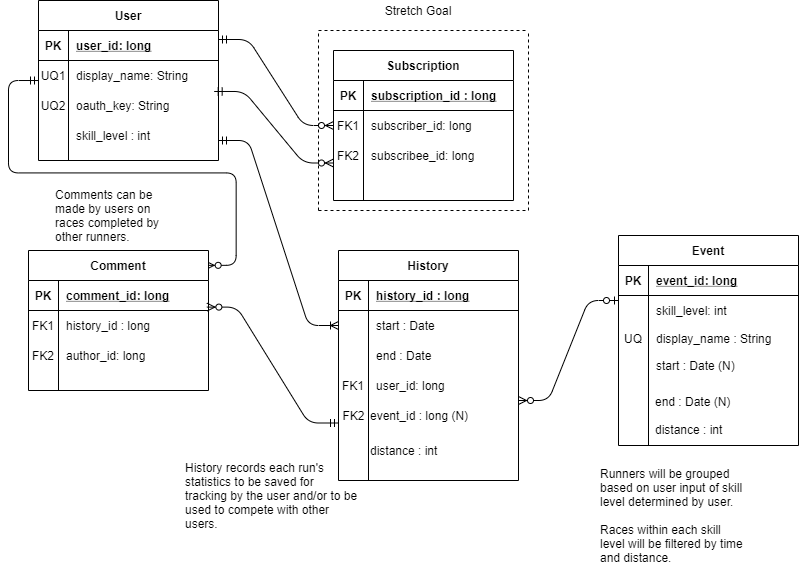 Stretch Goal
User
PK user_id: long
UQ1 display_name: String
UQ2 oauth_key: String
skill_level : int
Subscription
PK subscription_id : long
FK1 subscriber_id: long
FK2 subscribee_id: long
Comments can be
made by users on
races completed by
other runners.
Comment
PK comment_id: long
FK1 history_id : long
FK2 author_id: long
History
PK history_id : long
start : Date
end : Date
FK1 user_id: long
FK2 event_id : long (N)
distance : int
Event
PK event_id: long
skill_level: int
UQ display_name : String
start : Date (N)
end : Date (N)
distance : int
History records each run's
statistics to be saved for
tracking by the user and/or to be
used to compete with other
users.
Runners will be grouped
based on user input of skill
level determined by user.
Races within each skill
level will be filtered by time
and distance.